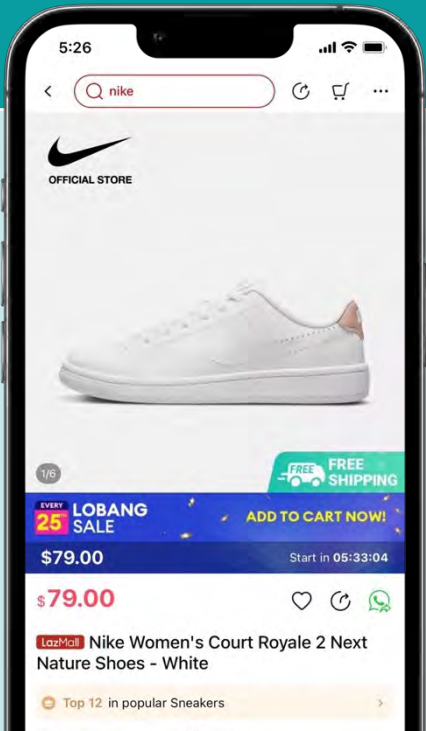 5:26
nike
OFFICIAL STORE
1/6
FREE
FREE
SHIPPING
EVERY
25TH
LOBANG
SALE
ADD TO CART NOW!
$79.00
Start in 05:33:04
$79.00
LazMall Nike Women's Court Royale 2 Next
Nature Shoes - White
Top 12 in popular Sneakers